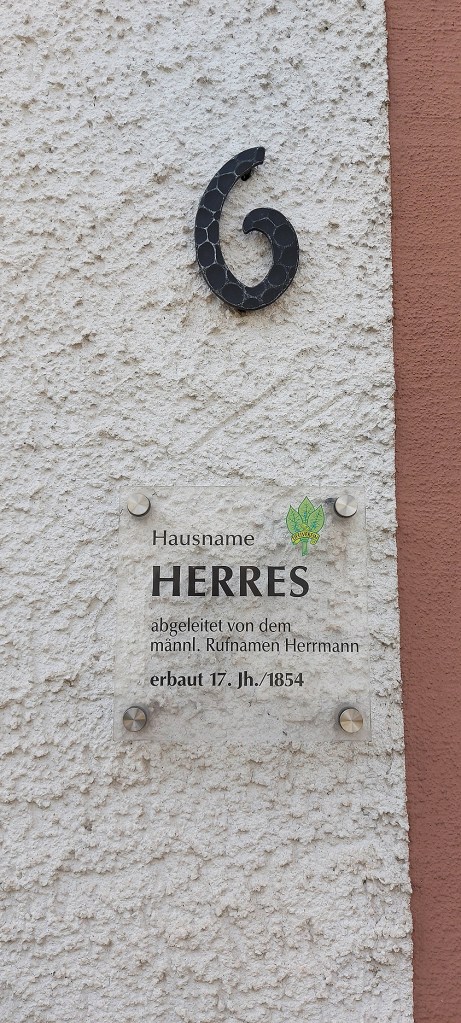 6
Hausname
HERRES
abgeleitet von dem
männl. Rufnamen Herrmann
erbaut 17. Jh./1854